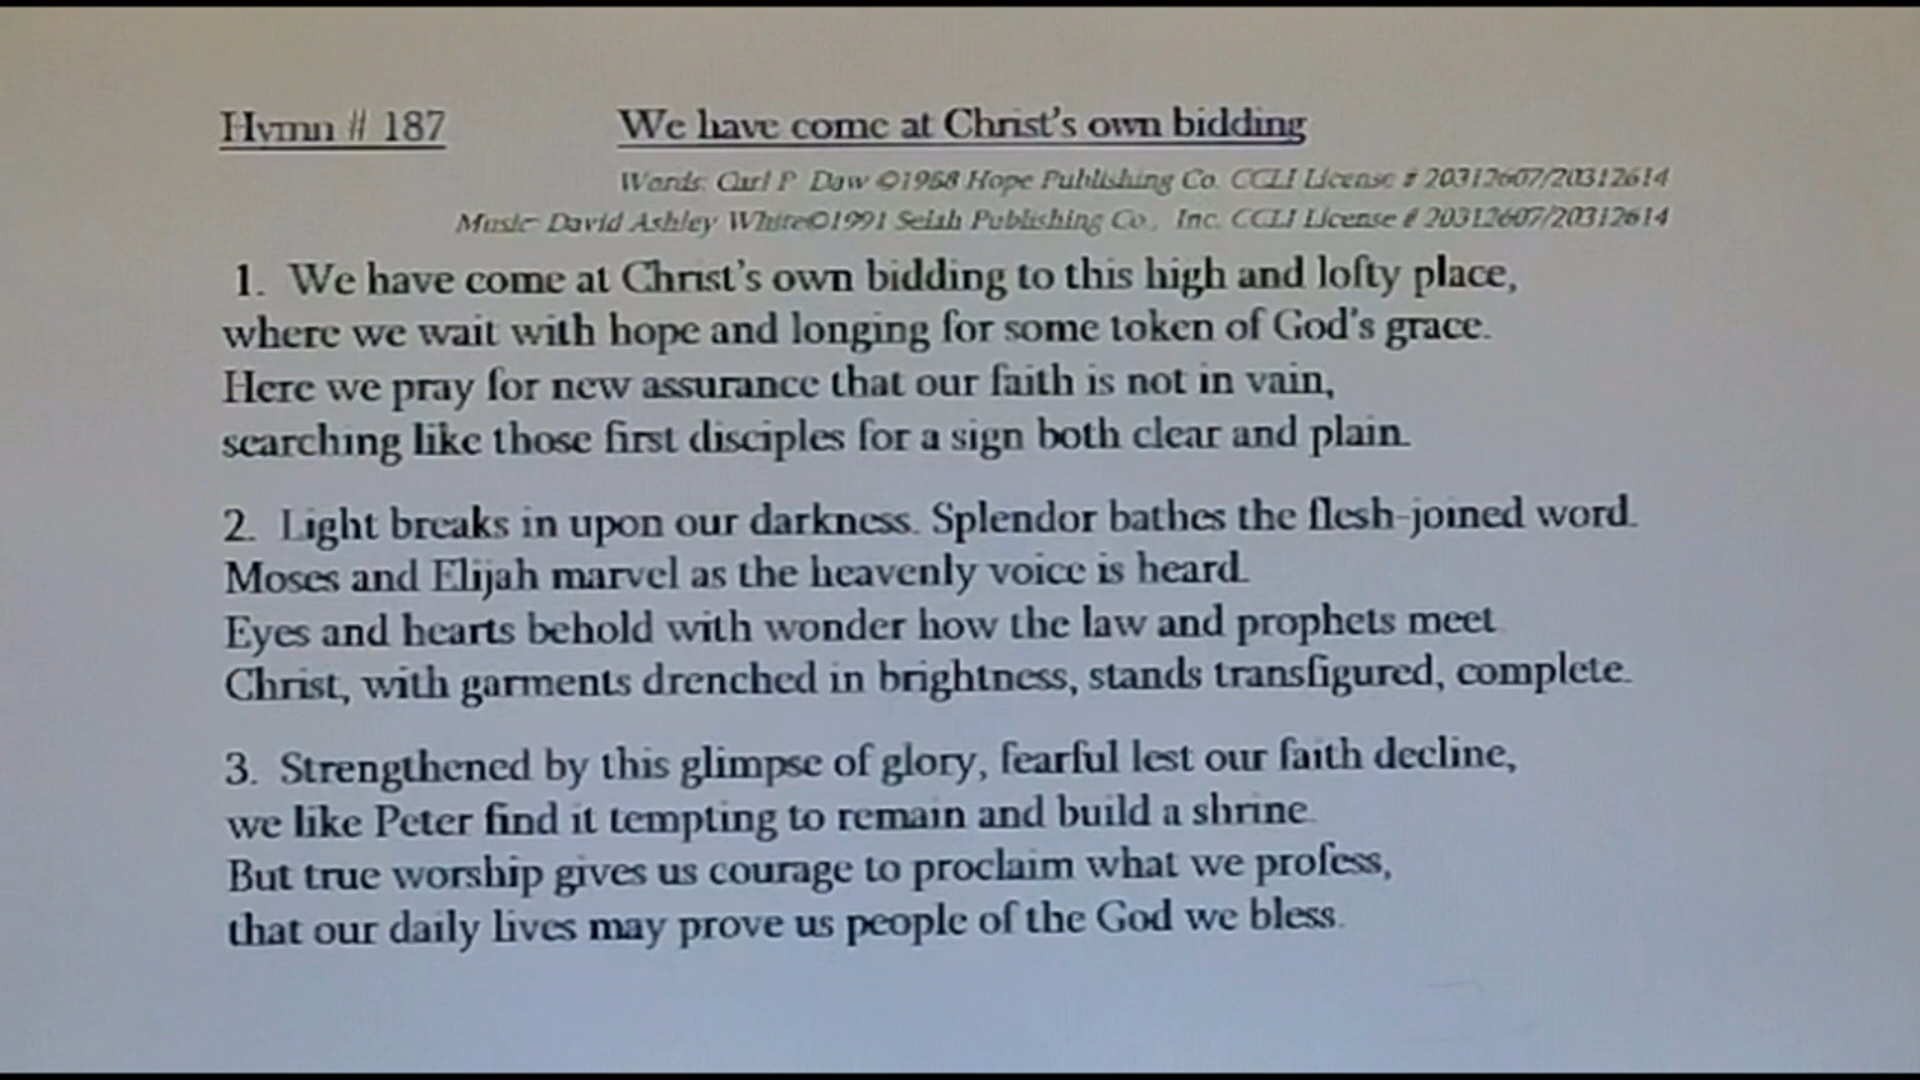 Hymn # 187 We have come at Christ's own bidding
Words: Carl P. Daw ©1988 Hope Publishing Co. CCLI License # 20312607/20312614
Music: David Ashley White©1991 Selah Publishing Co., Inc. CCLI License # 20312607/20312614
1. We have come at Christ's own bidding to this high and lofty place,
where we wait with hope and longing for some token of God's grace.
Here we pray for new assurance that our faith is not in vain,
searching like those first disciples for a sign both clear and plain.
2. Light breaks in upon our darkness. Splendor bathes the flesh-joined word.
Moses and Elijah marvel as the heavenly voice is heard.
Eyes and hearts behold with wonder how the law and prophets meet.
Christ, with garments drenched in brightness, stands transfigured, complete.
3. Strengthened by this glimpse of glory, fearful lest our faith decline,
we like Peter find it tempting to remain and build a shrine.
But true worship gives us courage to proclaim what we profess,
that our daily lives may prove us people of the God we bless.